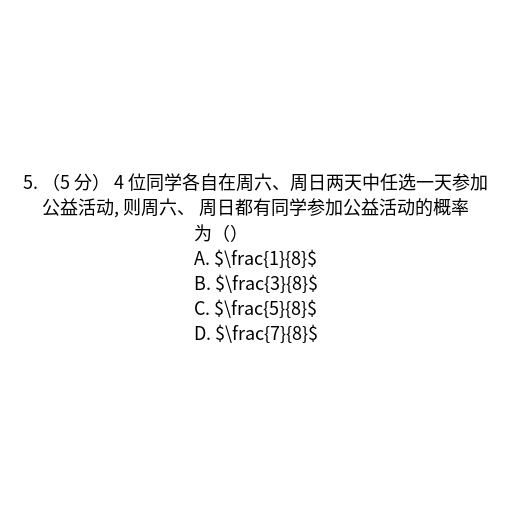 5. （5 分） 4 位同学各自在周六、周日两天中任选一天参加
公益活动, 则周六、 周日都有同学参加公益活动的概率
为（）
A. $\frac{1}{8}$
B. $\frac{3}{8}$
C. $\frac{5}{8}$
D. $\frac{7}{8}$